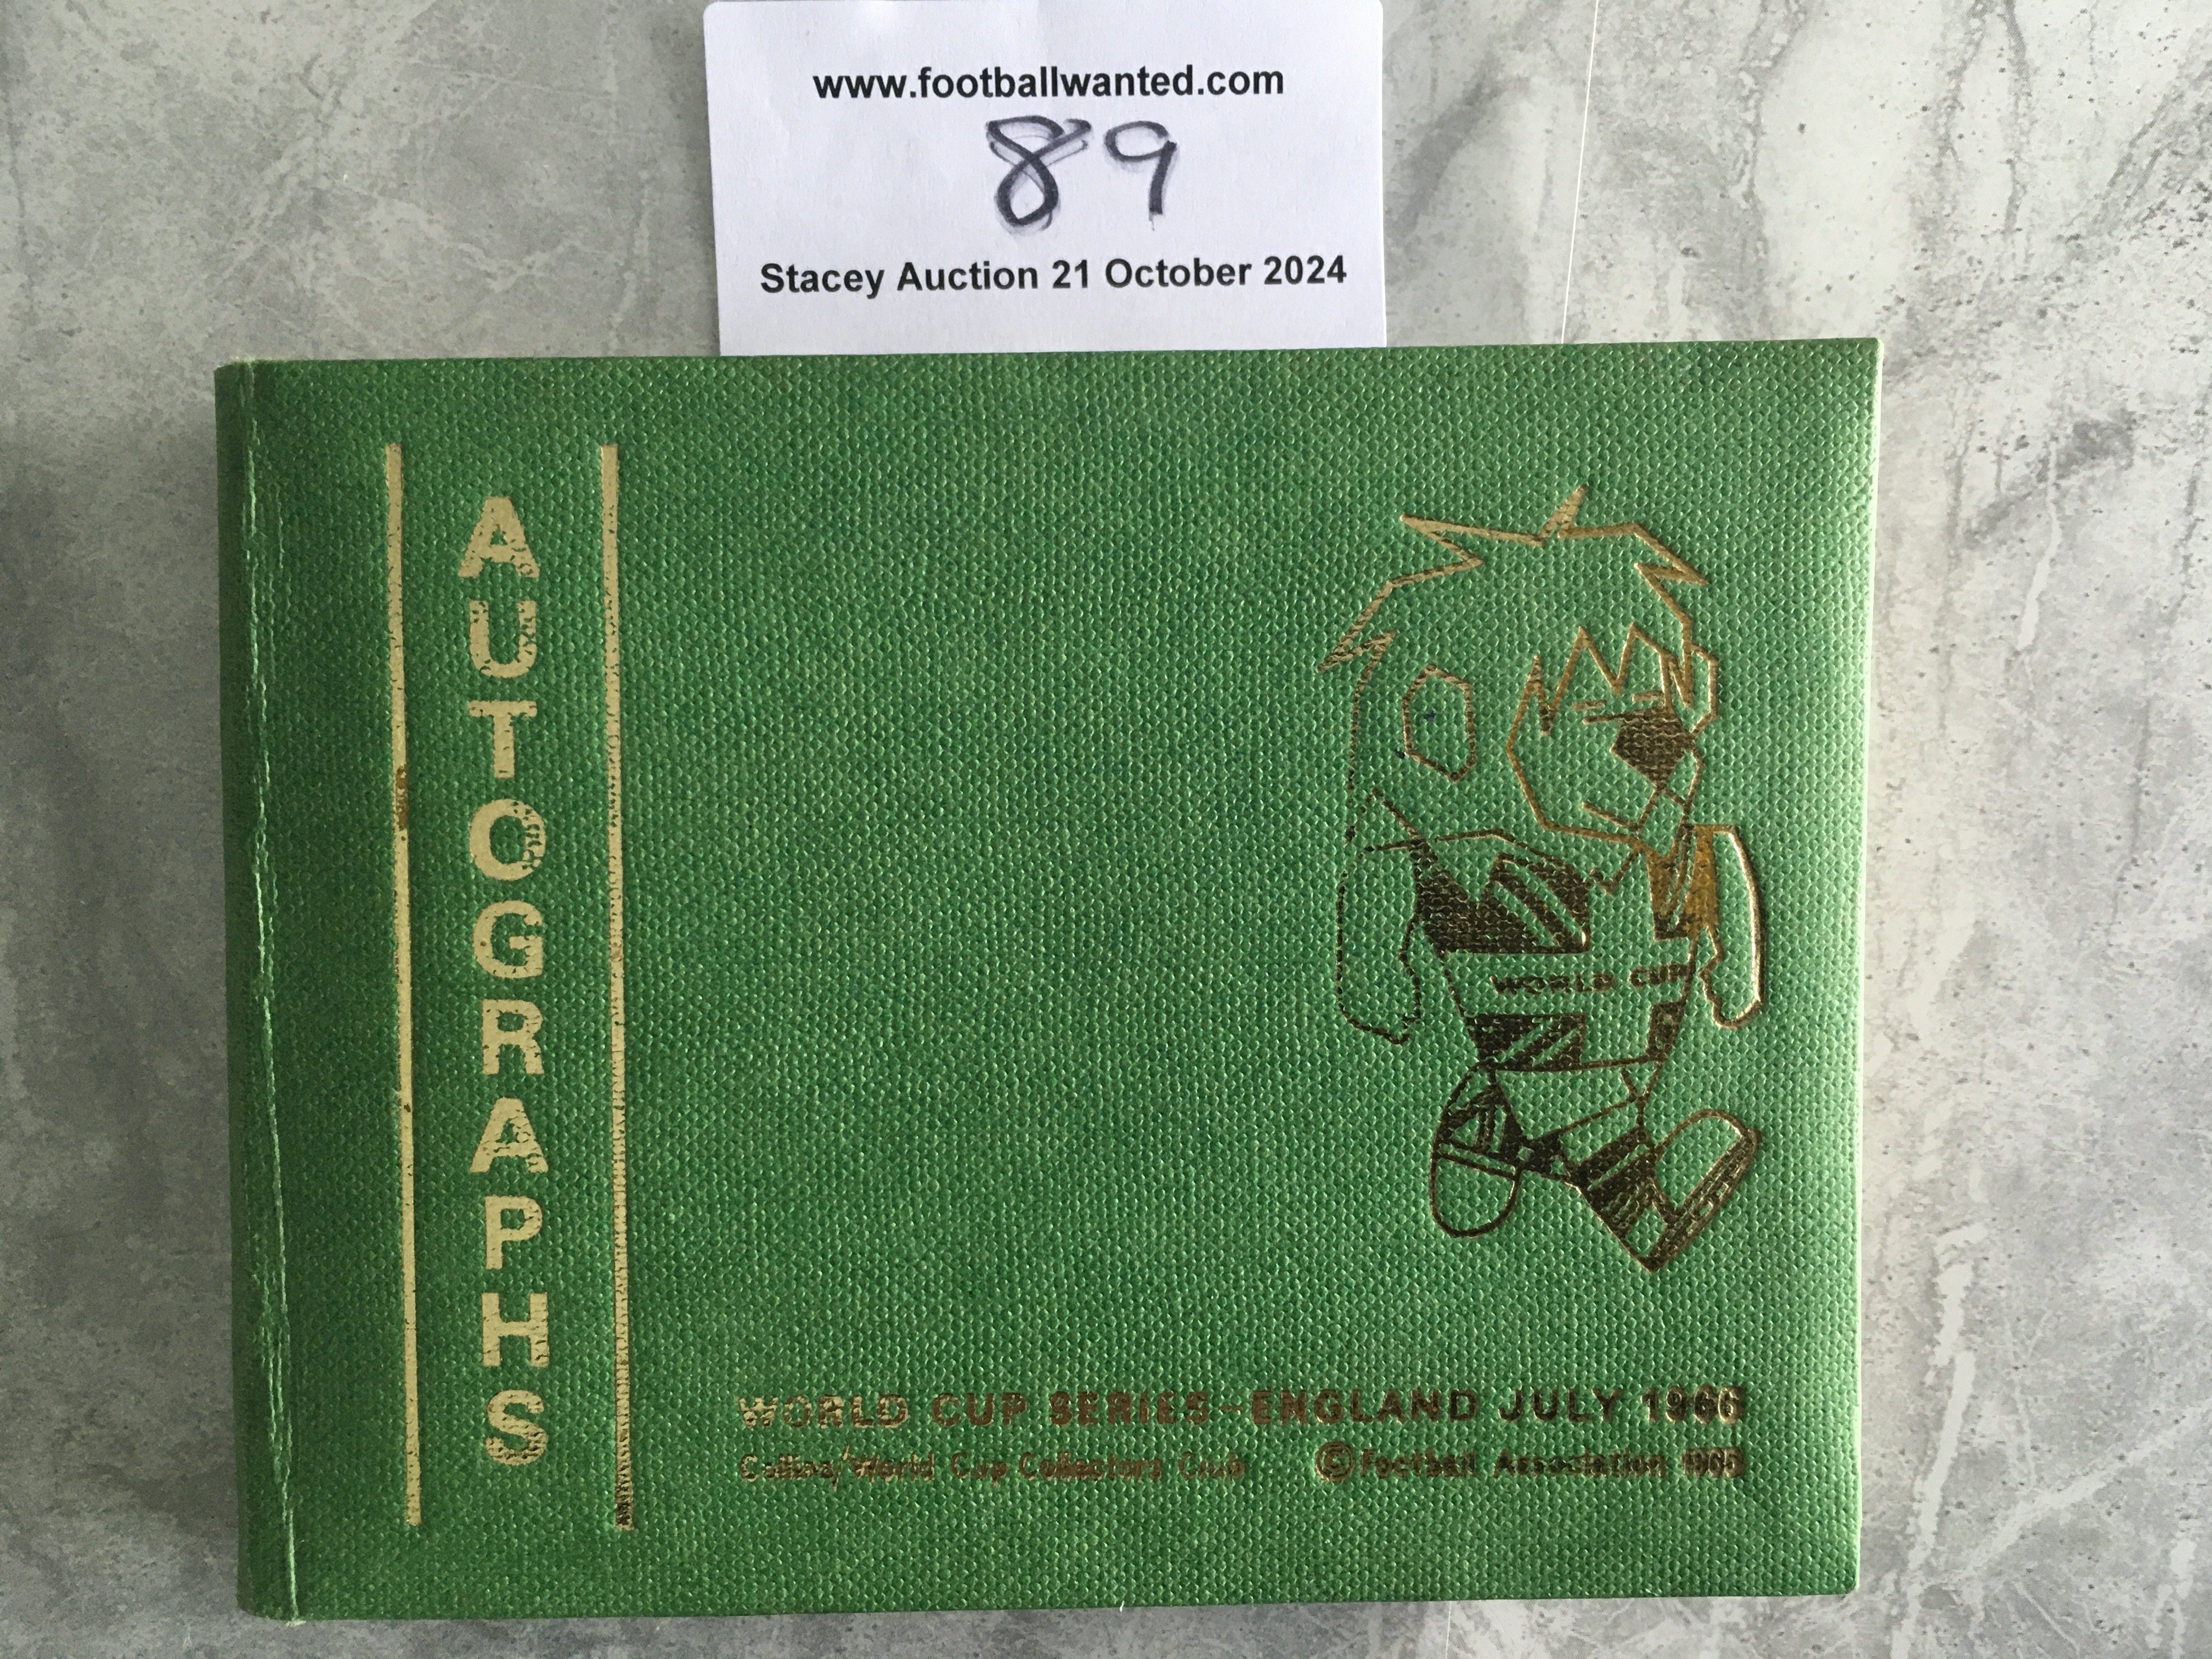 www.footballwanted.com
89
Stacey Auction 21 October 2024
AUTOGRAPHS
WORLD CUP
WORLD CUP SERIES - ENGLAND JULY 1966
Collins/World Cup Collectors Club © Football Association 1965